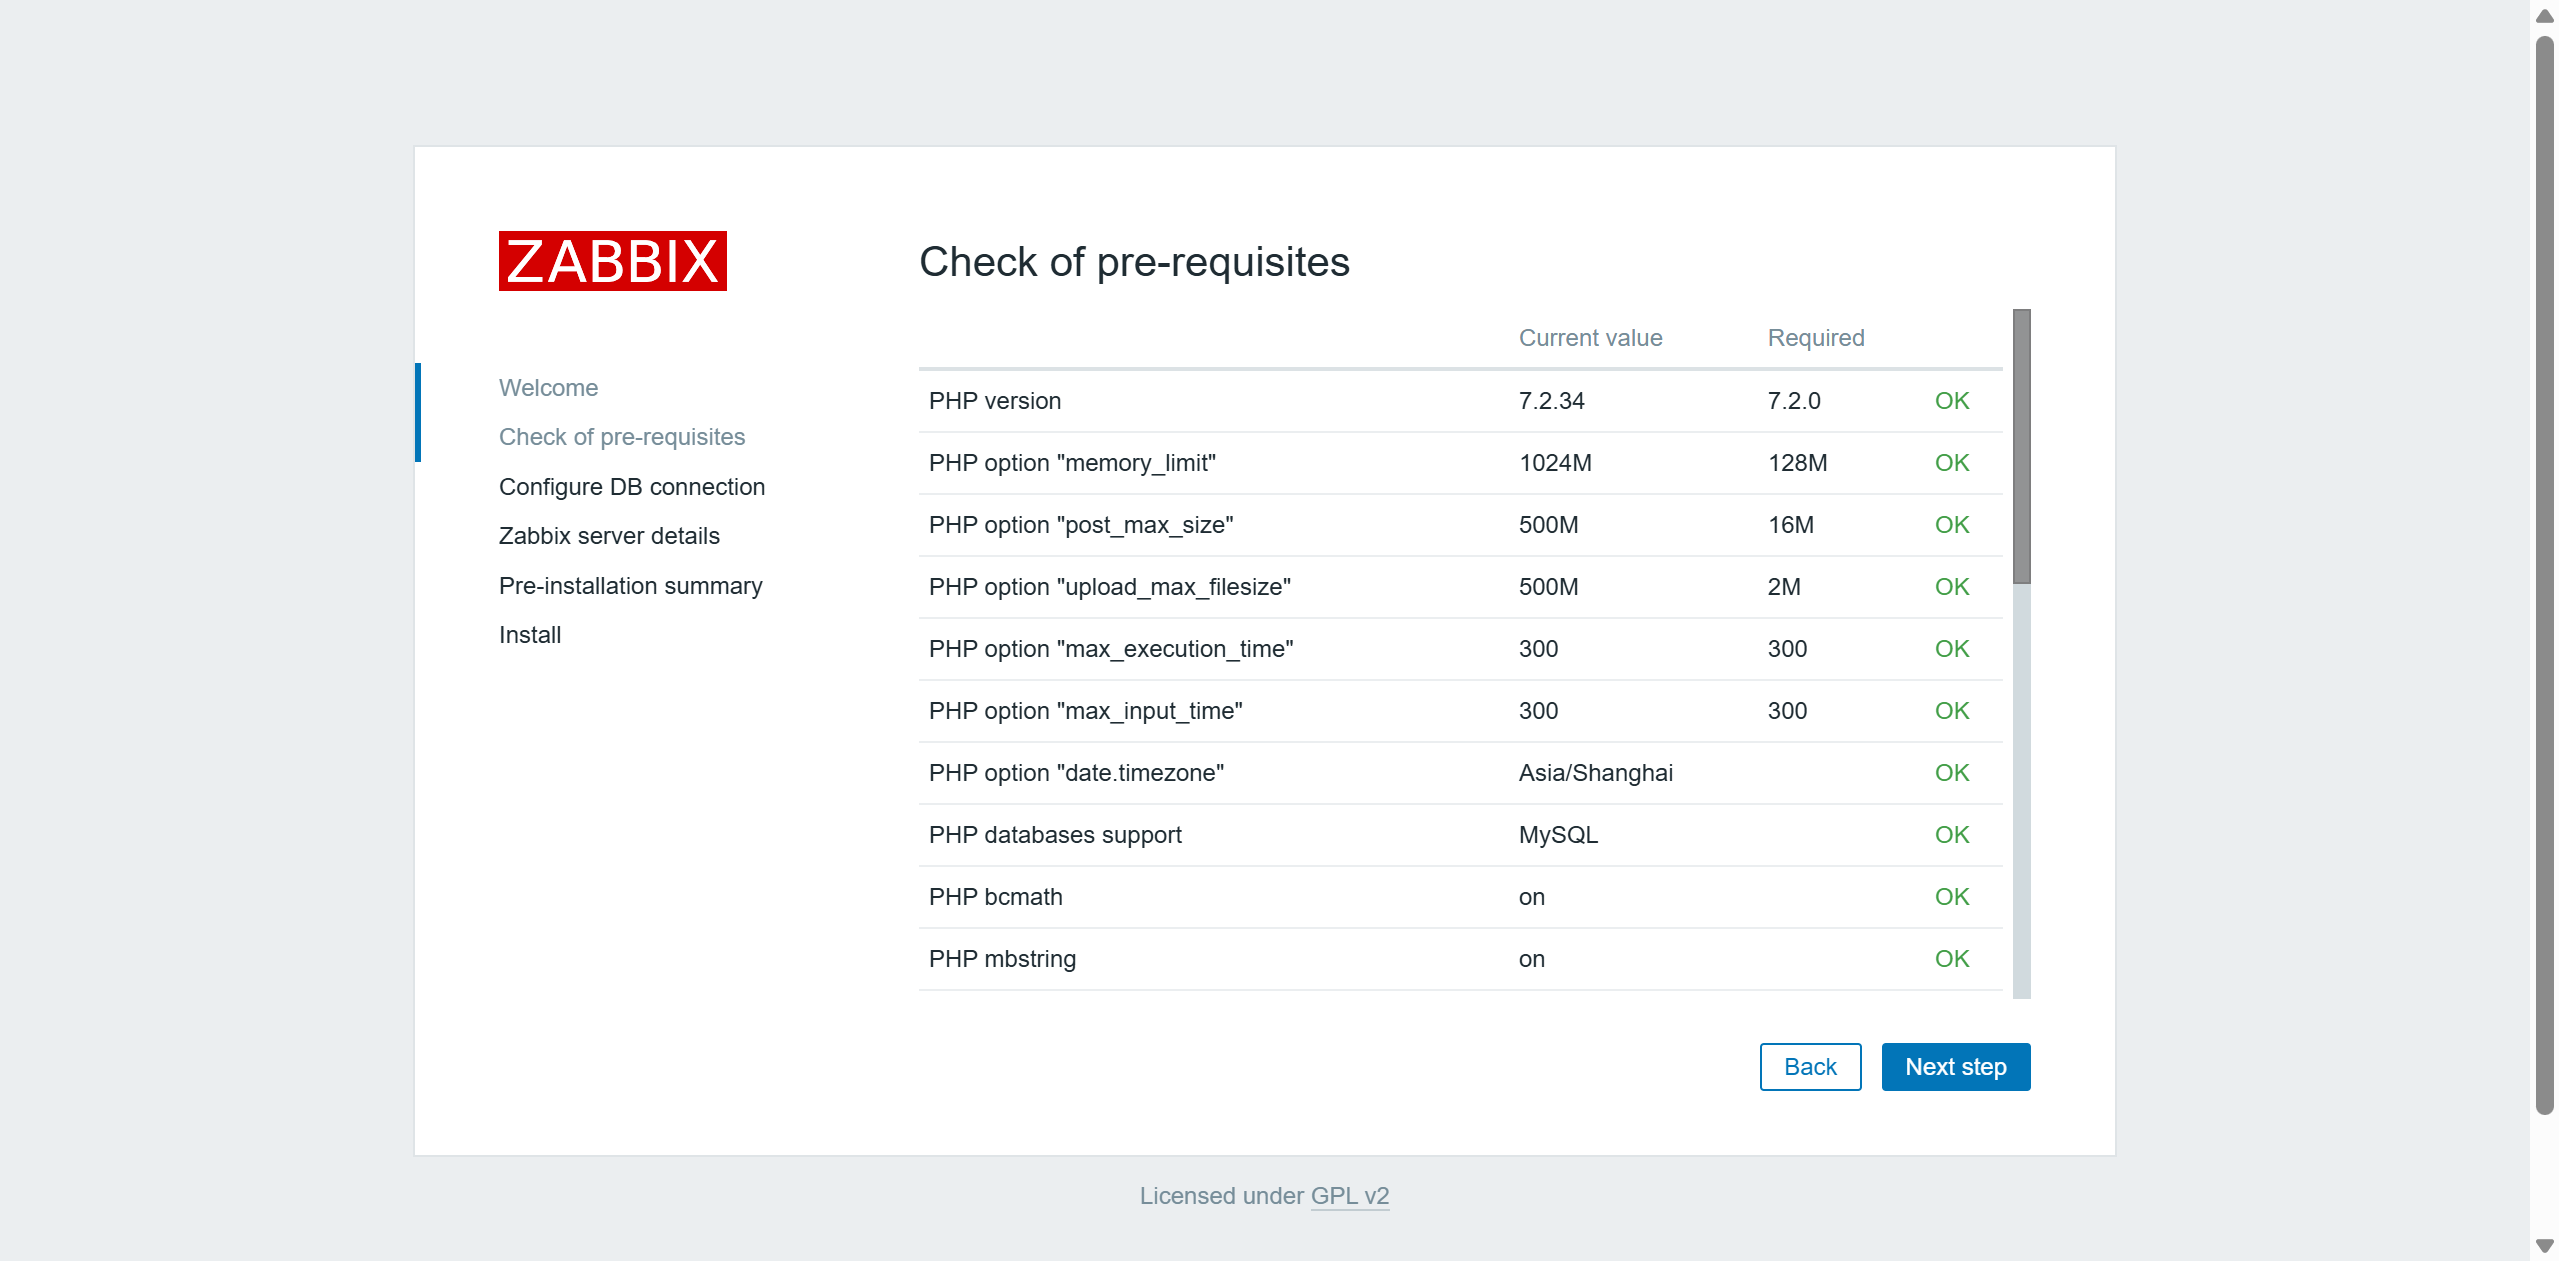 ZABBIX
Check of pre-requisites
Welcome
Check of pre-requisites
Configure DB connection
Zabbix server details
Pre-installation summary
Install
Current value Required
PHP version 7.2.34 7.2.0 OK
PHP option "memory_limit" 1024M 128M OK
PHP option "post_max_size" 500M 16M OK
PHP option "upload_max_filesize" 500M 2M OK
PHP option "max_execution_time" 300 300 OK
PHP option "max_input_time" 300 300 OK
PHP option "date.timezone" Asia/Shanghai OK
PHP databases support MySQL OK
PHP bcmath on OK
PHP mbstring on OK
Back Next step
Licensed under GPL v2